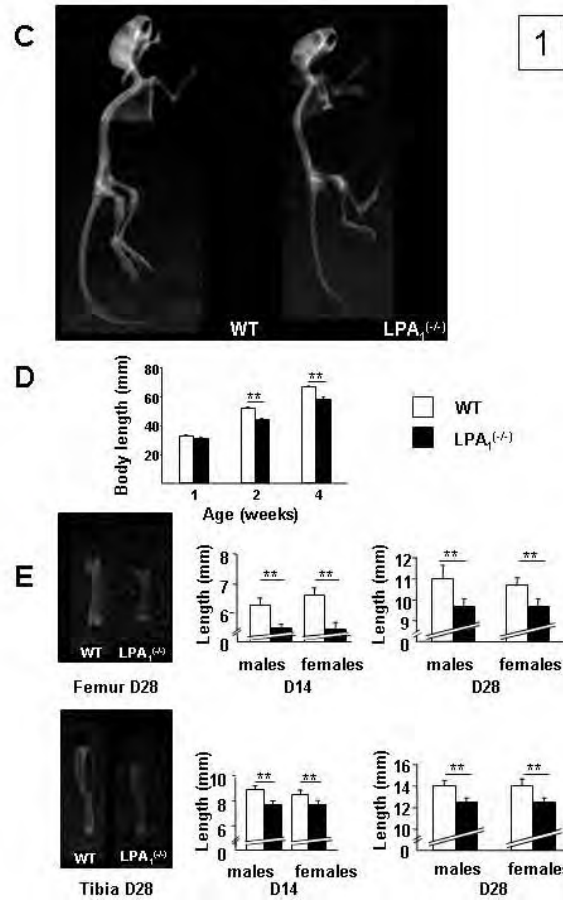 C
1
WT LPA₁(-/-)
D
Body length (mm)
80
60
40
20
** **
1 2 4
Age (weeks)
WT
LPA₁(-/-)
E
WT LPA₁(-/-)
Femur D28
Length (mm)
8
6
0
** **
males females
D14
Length (mm)
12
11
10
9
0
** **
males females
D28
WT LPA₁(-/-)
Tibia D28
Length (mm)
10
8
6
0
** **
males females
D14
Length (mm)
16
14
12
10
0
** **
males females
D28